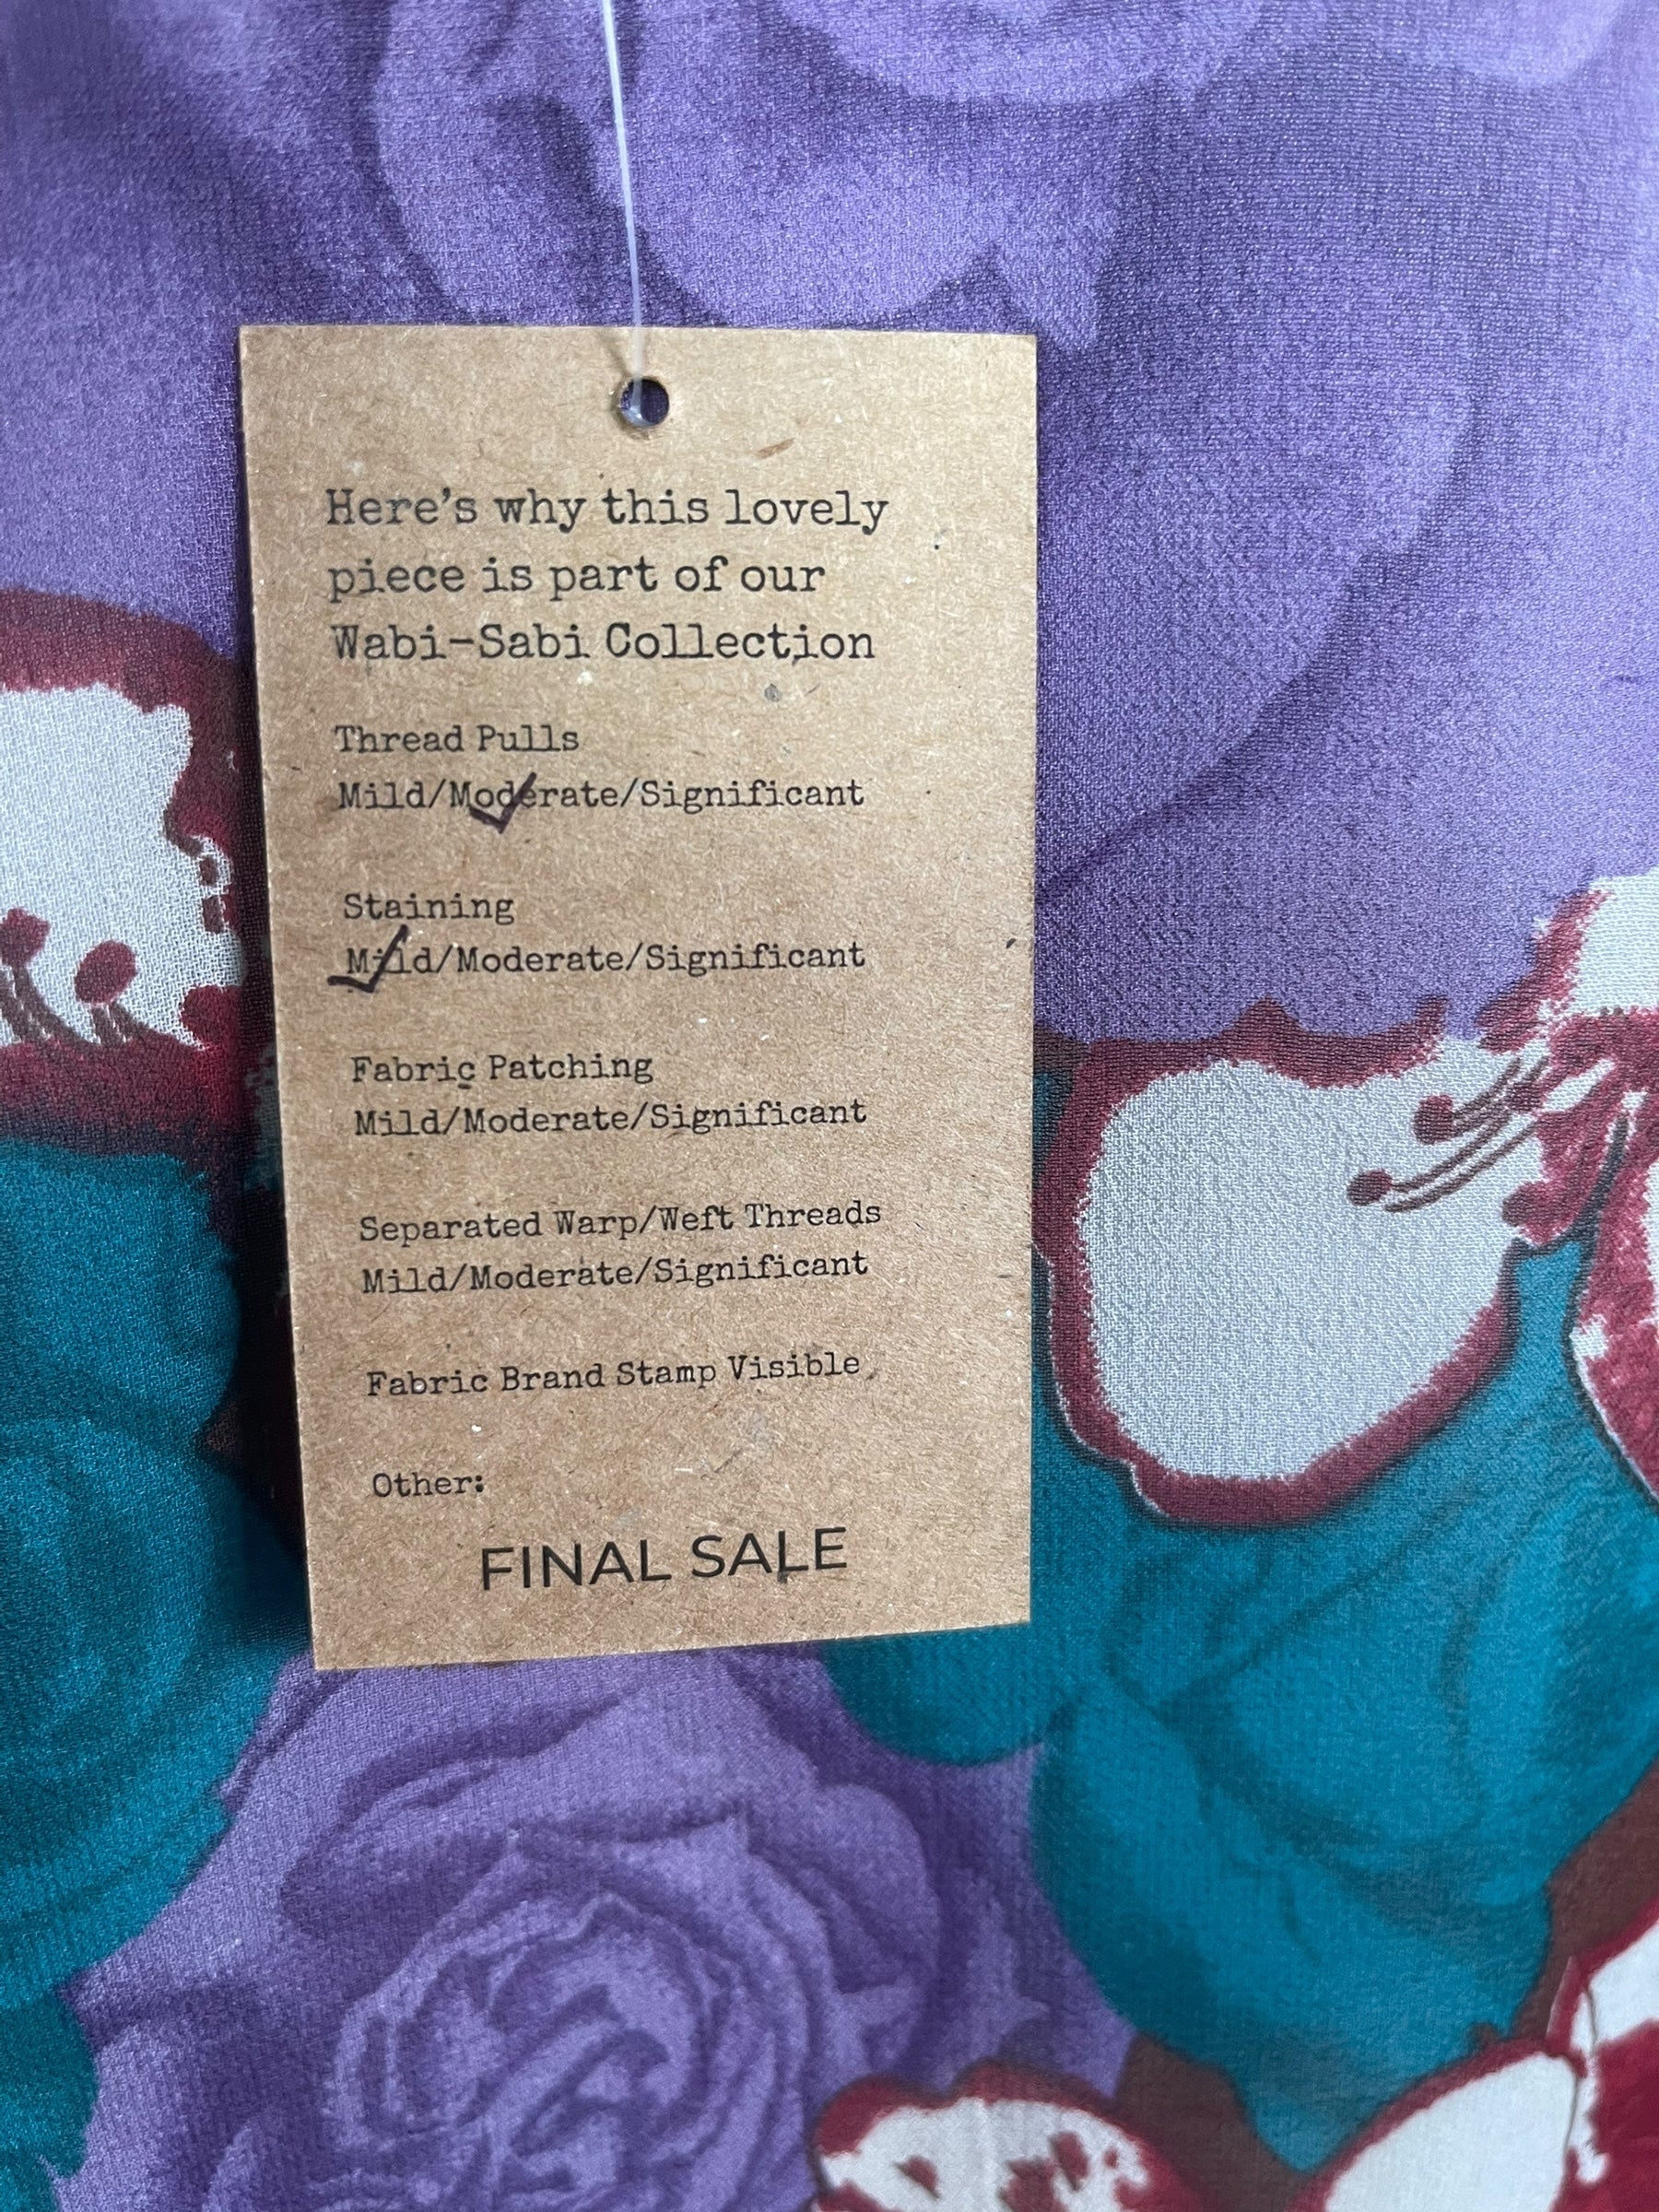 Here's why this lovely
piece is part of our
Wabi-Sabi Collection
Thread Pulls
Mild/Moderate/Significant
Staining
Mild/Moderate/Significant
Fabric Patching
Mild/Moderate/Significant
Separated Warp/Weft Threads
Mild/Moderate/Significant
Fabric Brand Stamp Visible
Other:
FINAL SALE